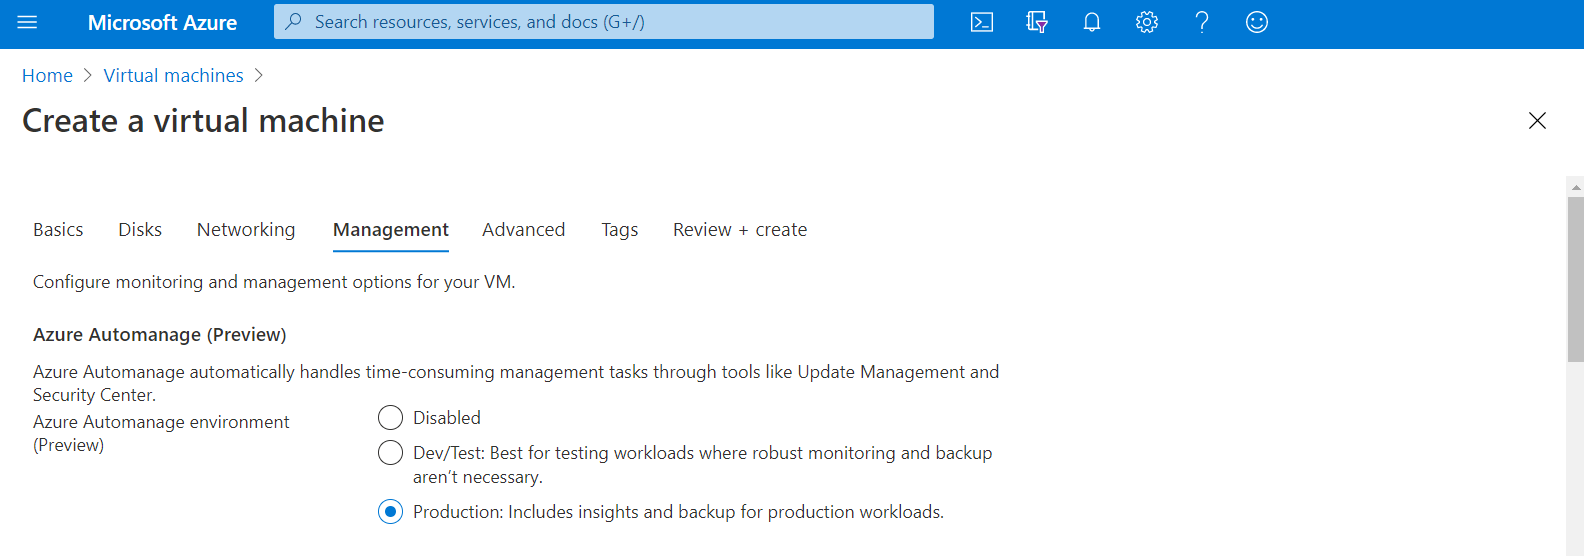 Microsoft Azure
Search resources, services, and docs (G+/)
Home > Virtual machines >
Create a virtual machine
Basics Disks Networking Management Advanced Tags Review + create
Configure monitoring and management options for your VM.
Azure Automanage (Preview)
Azure Automanage automatically handles time-consuming management tasks through tools like Update Management and
Security Center.
Azure Automanage environment
(Preview)
Disabled
Dev/Test: Best for testing workloads where robust monitoring and backup
aren’t necessary.
Production: Includes insights and backup for production workloads.